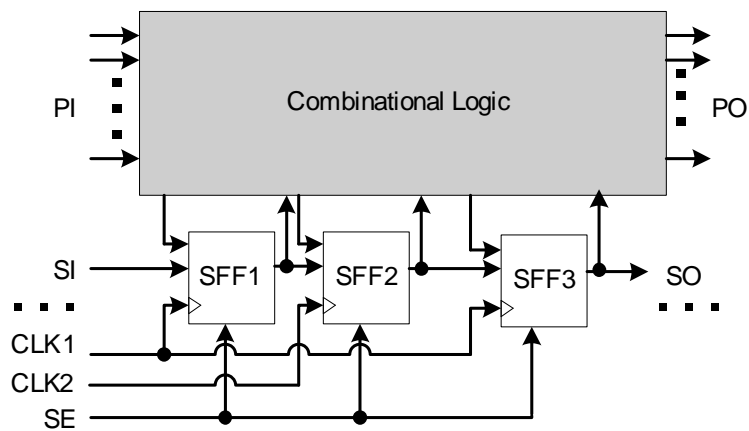 Combinational Logic
PI
PO
SI
SFF1
SFF2
SFF3
SO
CLK1
CLK2
SE